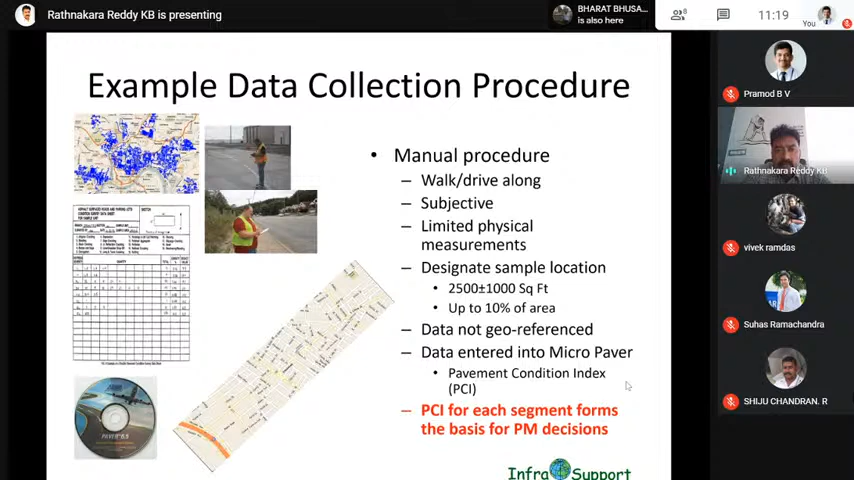 Rathnakara Reddy KB is presenting
BHARAT BHUSA...
is also here
8
11:19
You
Example Data Collection Procedure
• Manual procedure
– Walk/drive along
– Subjective
– Limited physical
measurements
– Designate sample location
• 2500±1000 Sq Ft
• Up to 10% of area
– Data not geo-referenced
– Data entered into Micro Paver
• Pavement Condition Index
(PCI)
– PCI for each segment forms
the basis for PM decisions
Infra Support
Pramod B V
Rathnakara Reddy KB
vivek ramdas
Suhas Ramachandra
SHIJU CHANDRAN. R